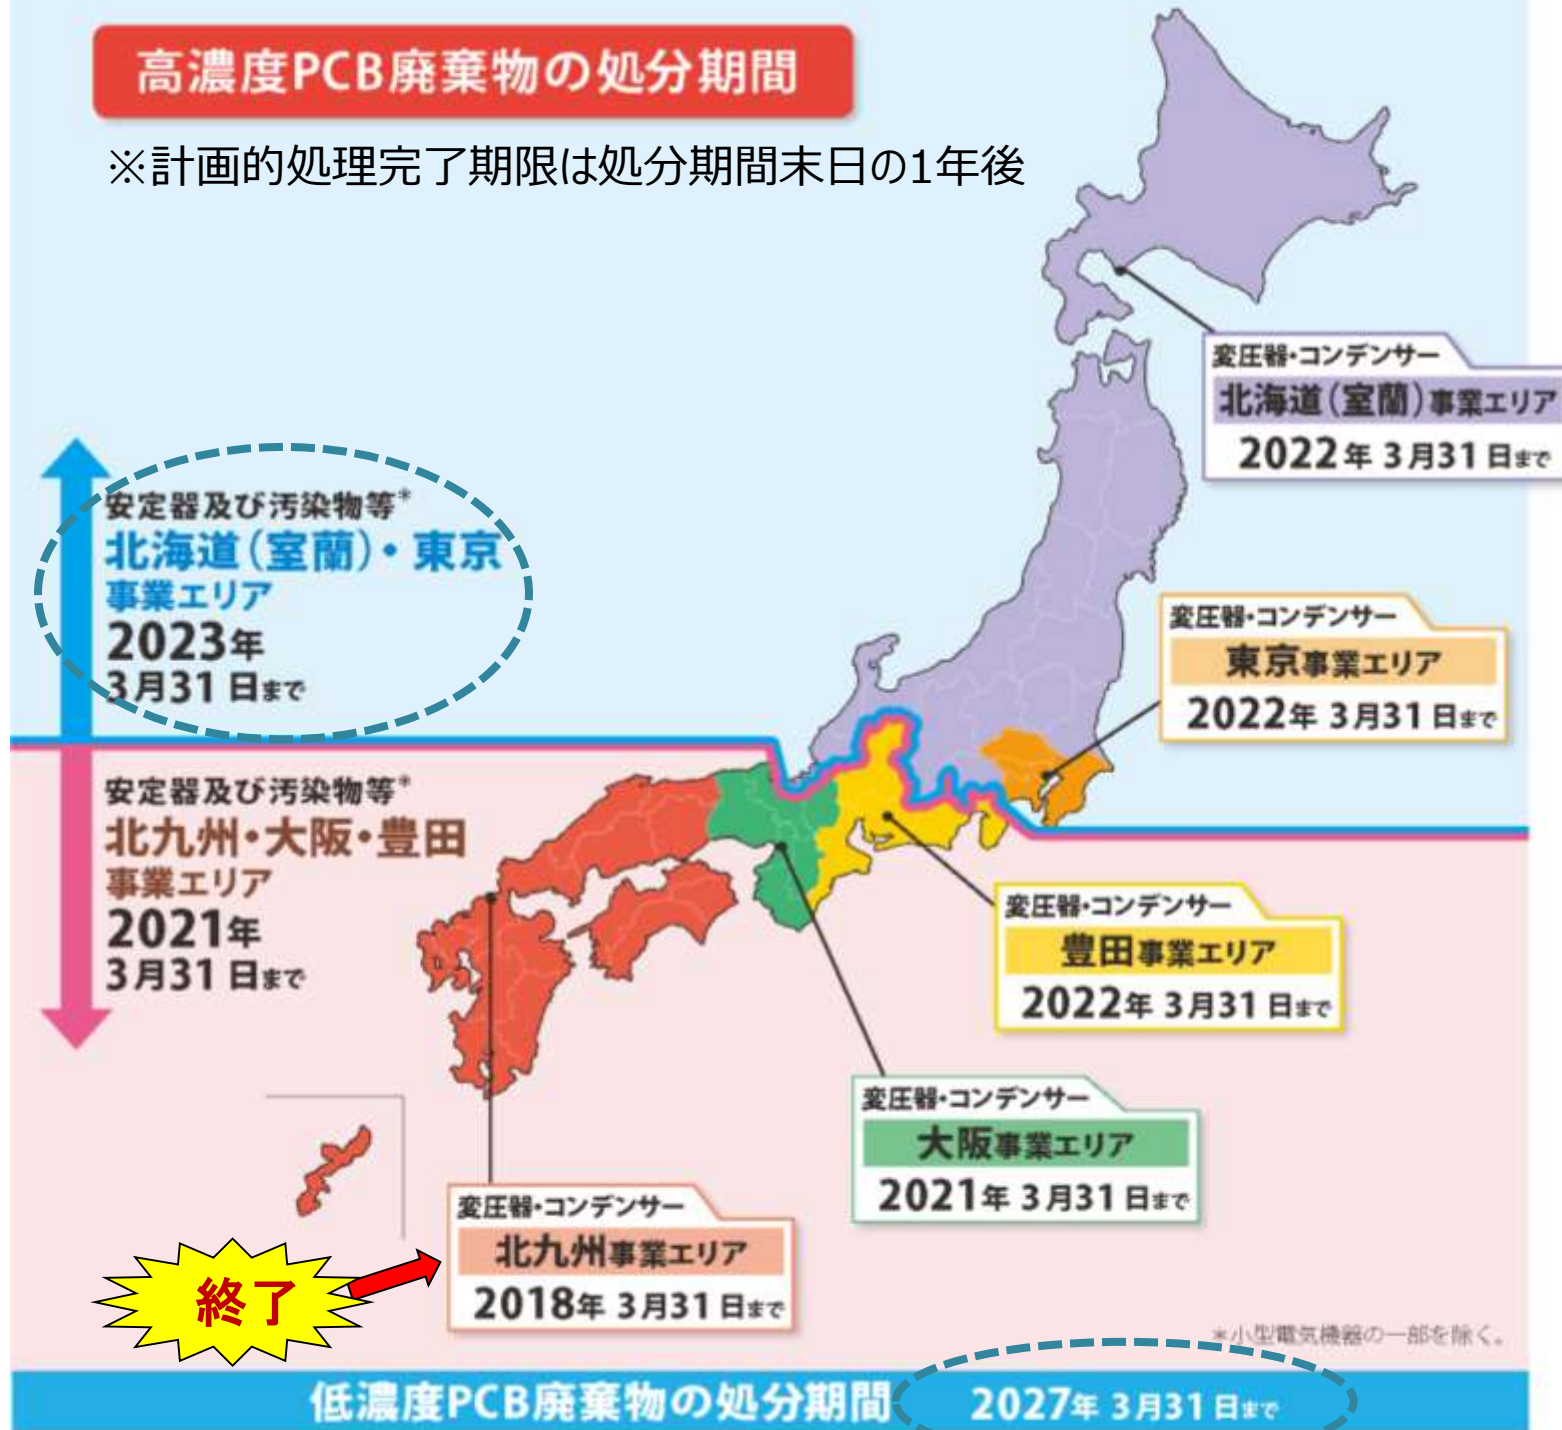 高濃度PCB廃棄物の処分期間
※計画的処理完了期限は処分期間末日の1年後
変圧器・コンデンサー
北海道(室蘭)事業エリア
2022年 3月31日まで
安定器及び汚染物等*
北海道(室蘭)・東京
事業エリア
2023年
3月31日まで
変圧器・コンデンサー
東京事業エリア
2022年 3月31日まで
安定器及び汚染物等*
北九州・大阪・豊田
事業エリア
2021年
3月31日まで
変圧器・コンデンサー
豊田事業エリア
2022年 3月31日まで
変圧器・コンデンサー
大阪事業エリア
2021年 3月31日まで
変圧器・コンデンサー
北九州事業エリア
2018年 3月31日まで
終了
*小型電気機器の一部を除く。
低濃度PCB廃棄物の処分期間 2027年 3月31日まで